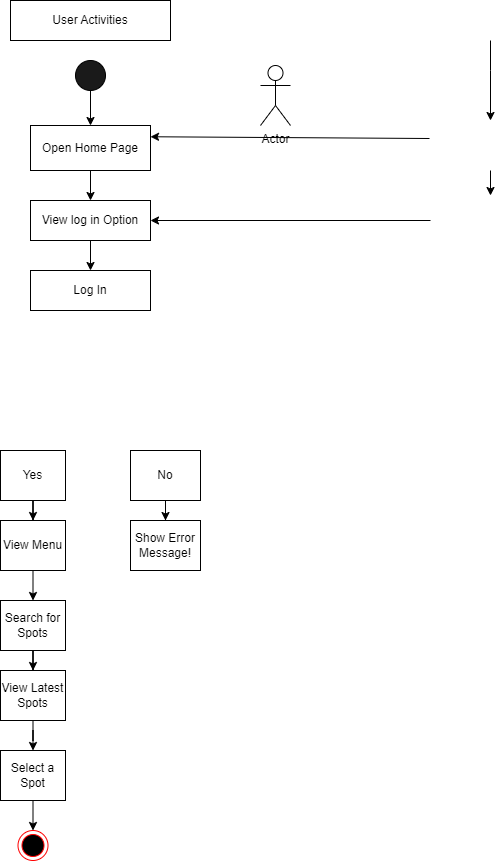 User Activities
Open Home Page
Actor
View log in Option
Log In
Yes
No
View Menu
Show Error
Message!
Search for
Spots
View Latest
Spots
Select a
Spot